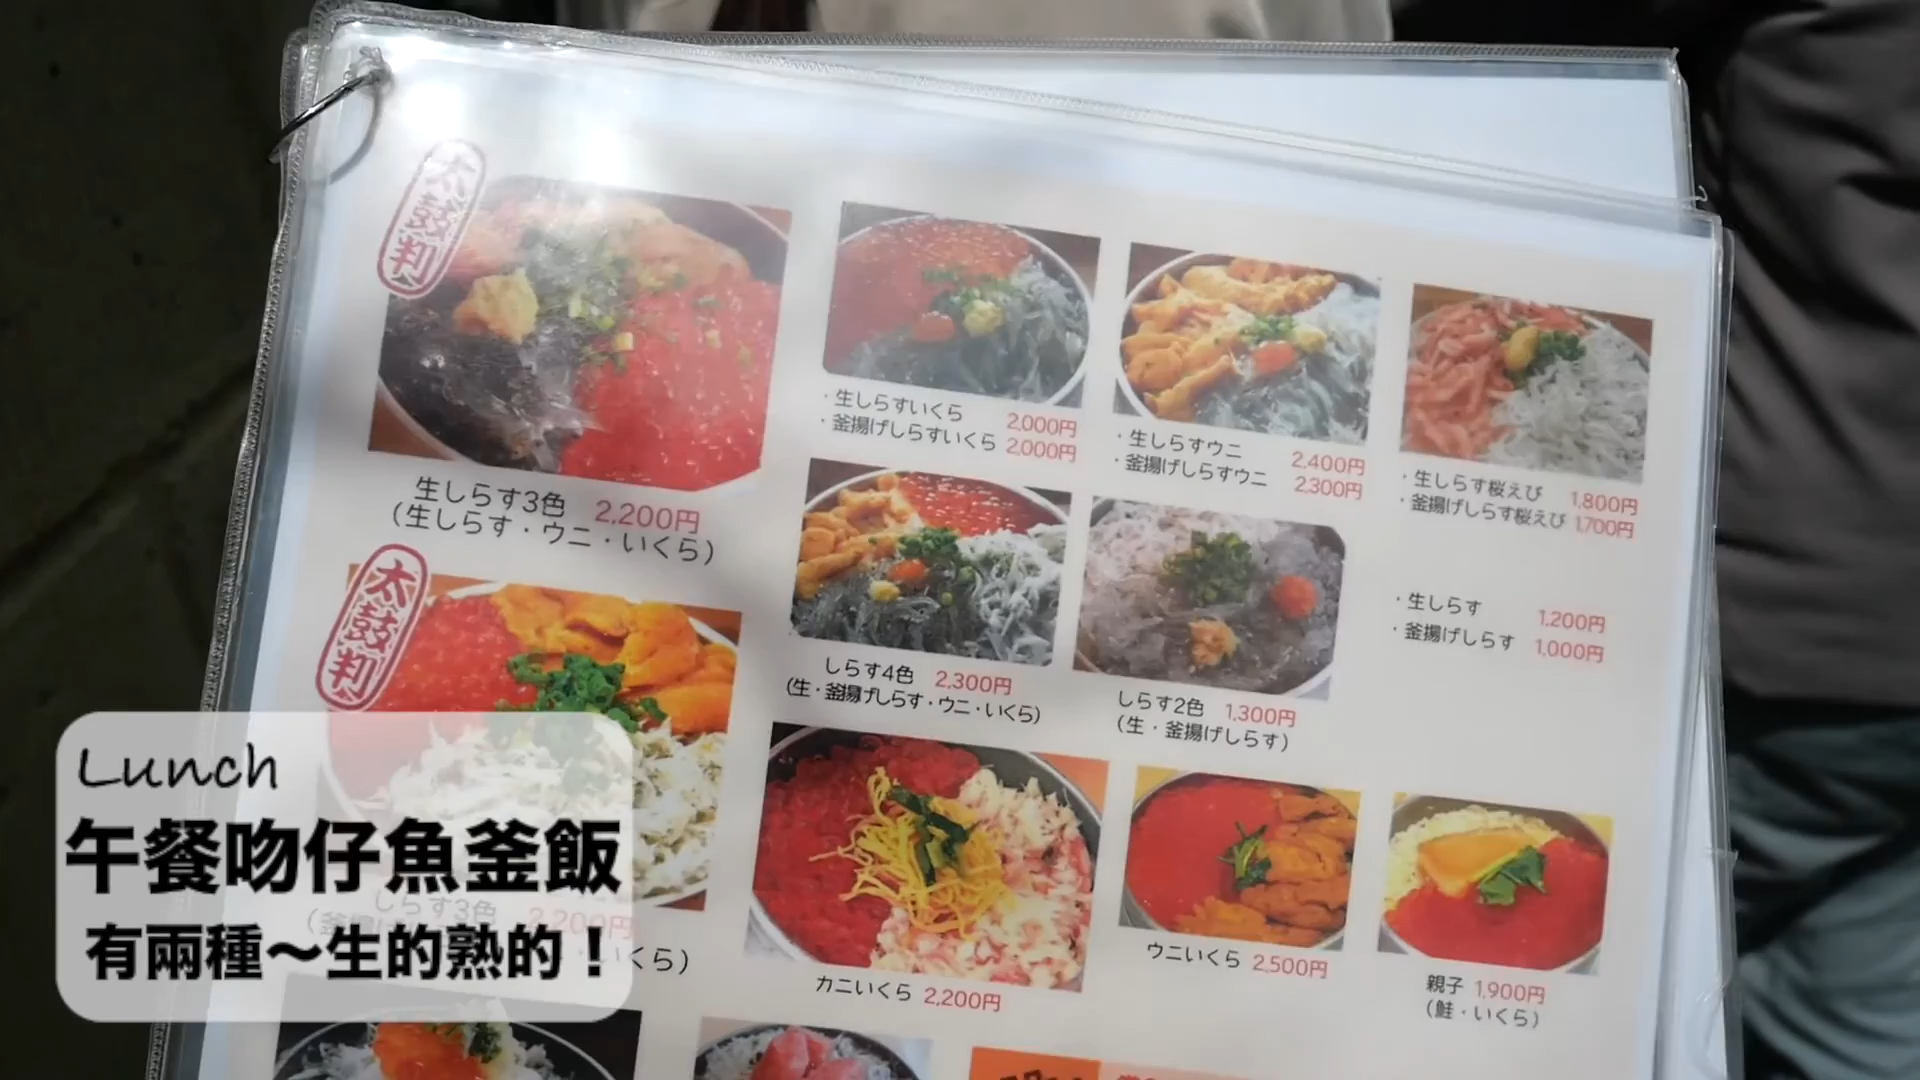 太鼓判
生しらす3色 2,200円
(生しらす・ウニ・いくら)
・生しらすいくら 2,000円
・釜揚げしらすいくら 2,000円
・生しらすウニ 2,400円
・釜揚げしらすウニ 2,300円
・生しらす桜えび 1,800円
・釜揚げしらす桜えび 1,700円
太鼓判
しらす4色 2,300円
(生・釜揚げしらす・ウニ・いくら)
しらす2色 1,300円
(生・釜揚げしらす)
・生しらす 1,200円
・釜揚げしらす 1,000円
しらす3色 2,200円
くら)
カニいくら 2,200円
ウニいくら 2,500円
親子 1,900円
(鮭・いくら)
Lunch
午餐吻仔魚釜飯
有兩種～生的熟的！